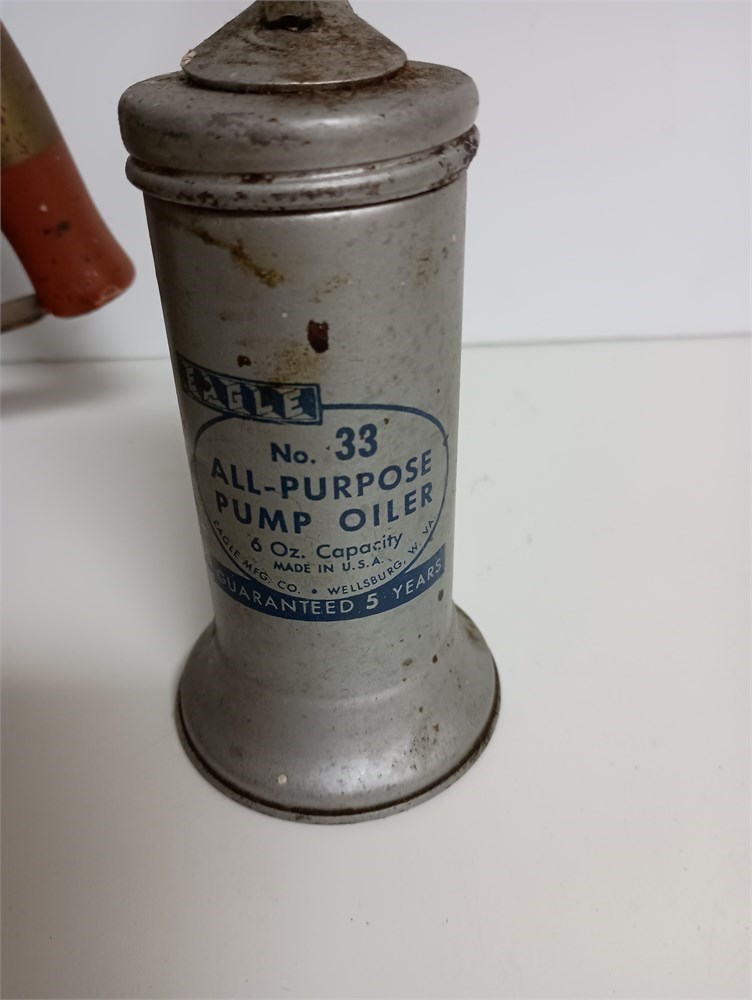 EAGLE
No. 33
ALL-PURPOSE
PUMP OILER
6 Oz. Capacity
MADE IN U.S.A.
EAGLE MFG. CO. • WELLSBURG, W. VA.
GUARANTEED 5 YEARS